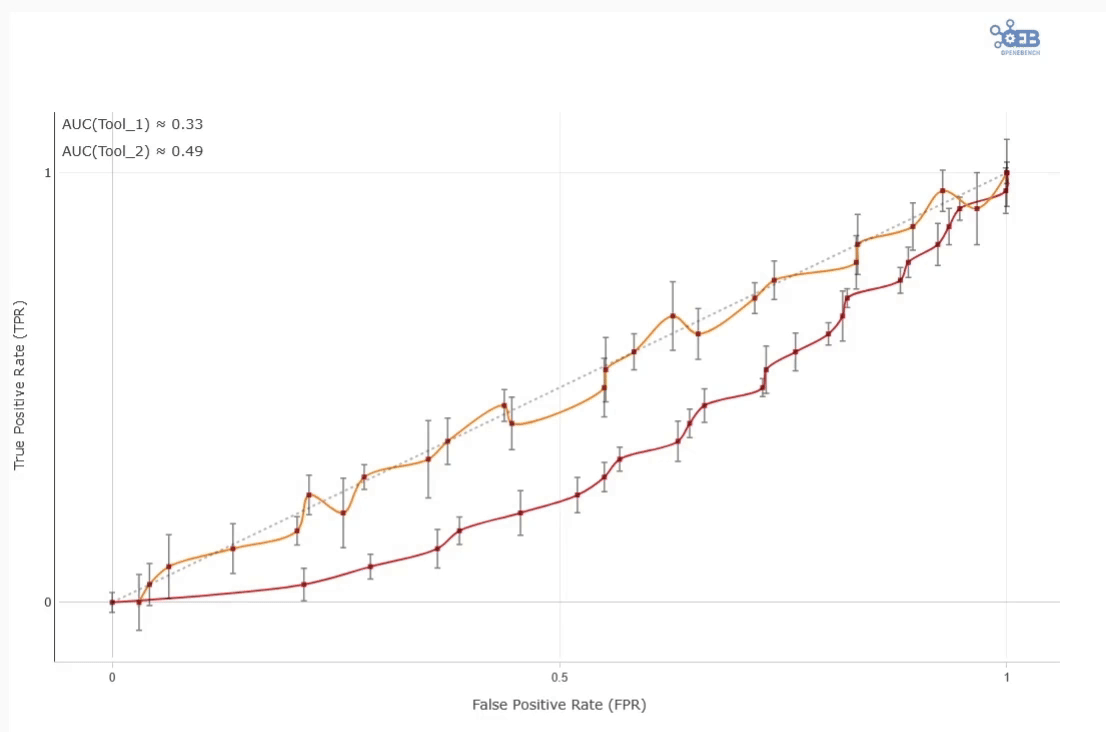 OEB
OPENEBENCH
AUC(Tool_1) ≈ 0.33
AUC(Tool_2) ≈ 0.49
1
True Positive Rate (TPR)
0
0
0.5
1
False Positive Rate (FPR)